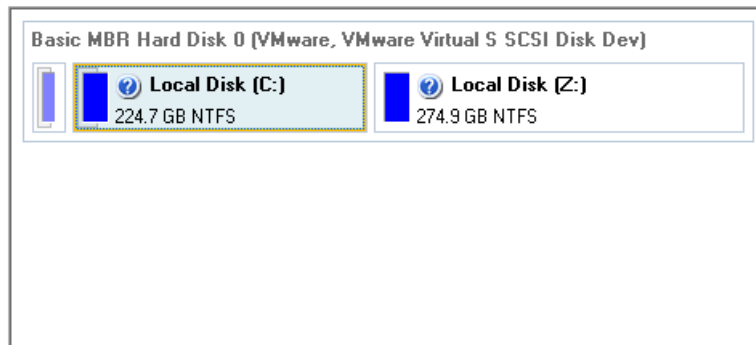 Basic MBR Hard Disk 0 (VMware, VMware Virtual S SCSI Disk Dev)
Local Disk (C:)
224.7 GB NTFS
Local Disk (Z:)
274.9 GB NTFS